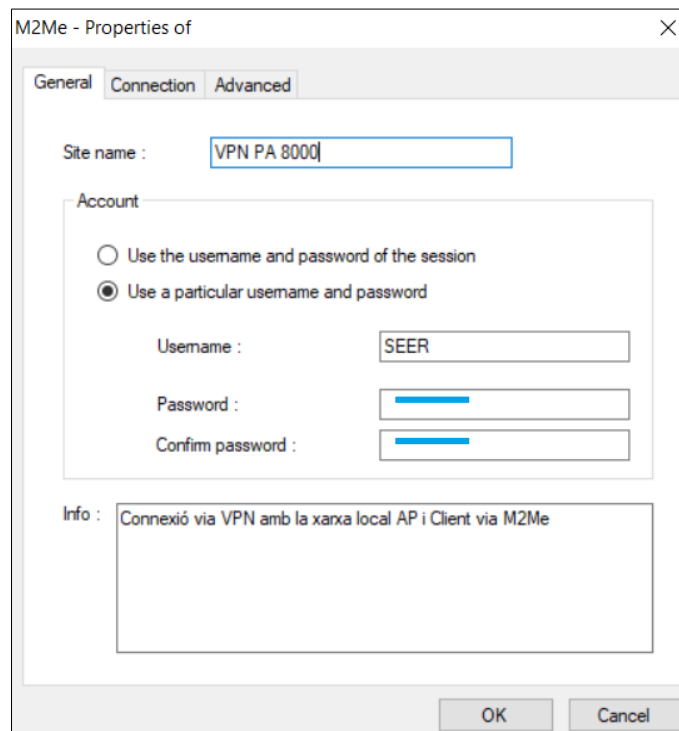 M2Me - Properties of
General Connection Advanced
Site name : VPN PA 8000
Account
Use the username and password of the session
Use a particular username and password
Username : SEER
Password :
Confirm password :
Info : Connexió via VPN amb la xarxa local AP i Client via M2Me
OK Cancel